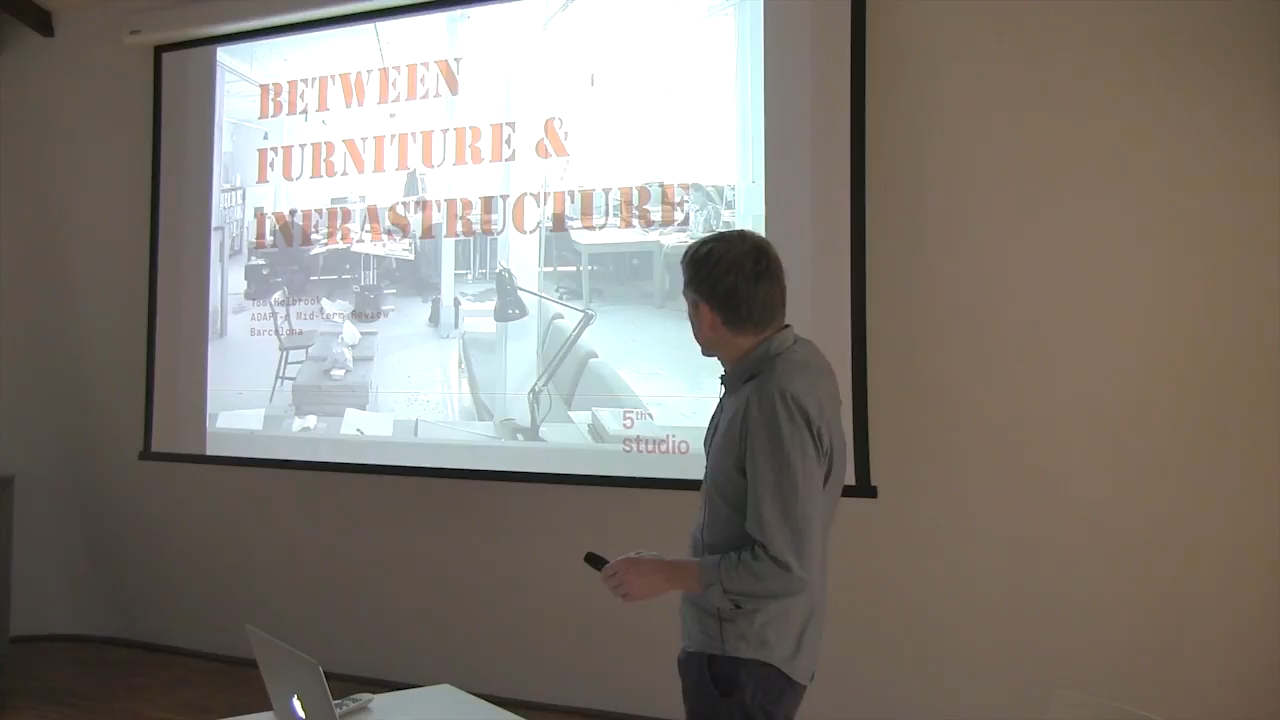 BETWEEN
FURNITURE &
INFRASTRUCTURE
Tom Holbrook
ADAPT-r Mid-term Review
Barcelona
5th
studio